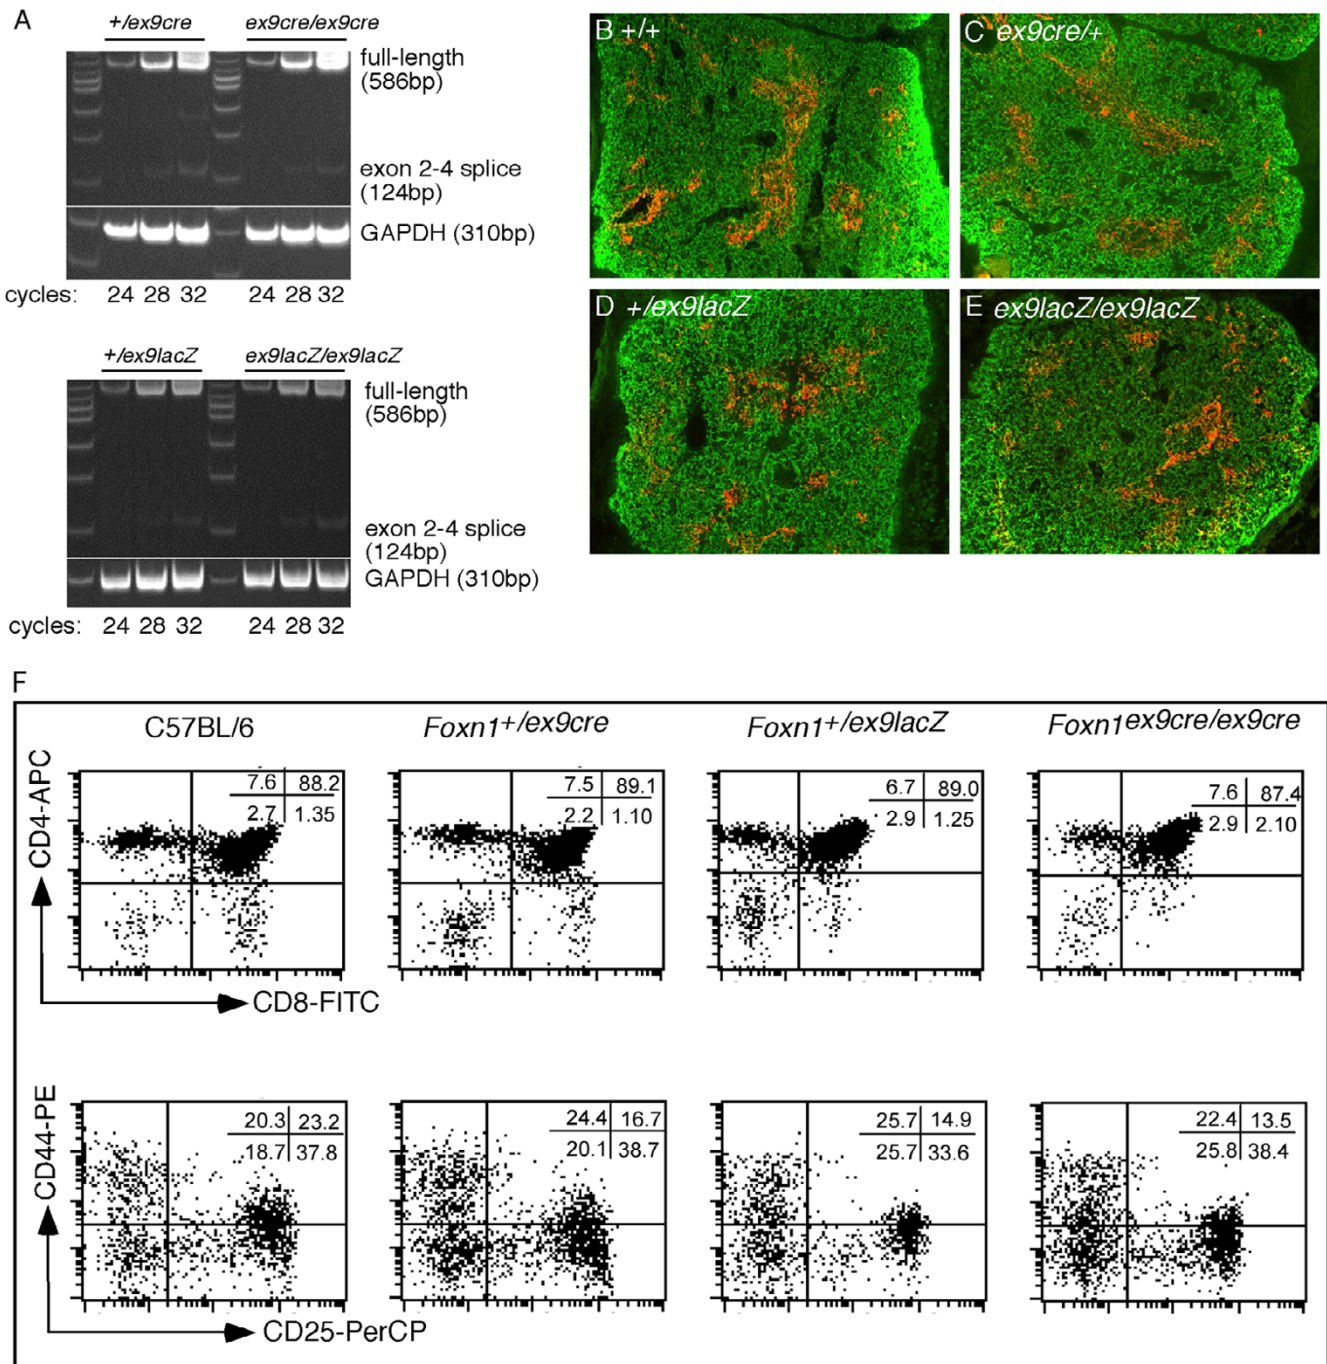 A
+/ex9cre
ex9cre/ex9cre
full-length
(586bp)
exon 2-4 splice
(124bp)
GAPDH (310bp)
cycles: 24 28 32 24 28 32
+/ex9lacZ
ex9lacZ/ex9lacZ
full-length
(586bp)
exon 2-4 splice
(124bp)
GAPDH (310bp)
cycles: 24 28 32 24 28 32
B +/+
C ex9cre/+
D +/ex9lacZ
E ex9lacZ/ex9lacZ
F
C57BL/6
Foxn1+/ex9cre
Foxn1+/ex9lacZ
Foxn1ex9cre/ex9cre
CD4-APC
7.6 88.2
2.7 1.35
7.5 89.1
2.2 1.10
6.7 89.0
2.9 1.25
7.6 87.4
2.9 2.10
CD8-FITC
CD44-PE
20.3 23.2
18.7 37.8
24.4 16.7
20.1 38.7
25.7 14.9
25.7 33.6
22.4 13.5
25.8 38.4
CD25-PerCP